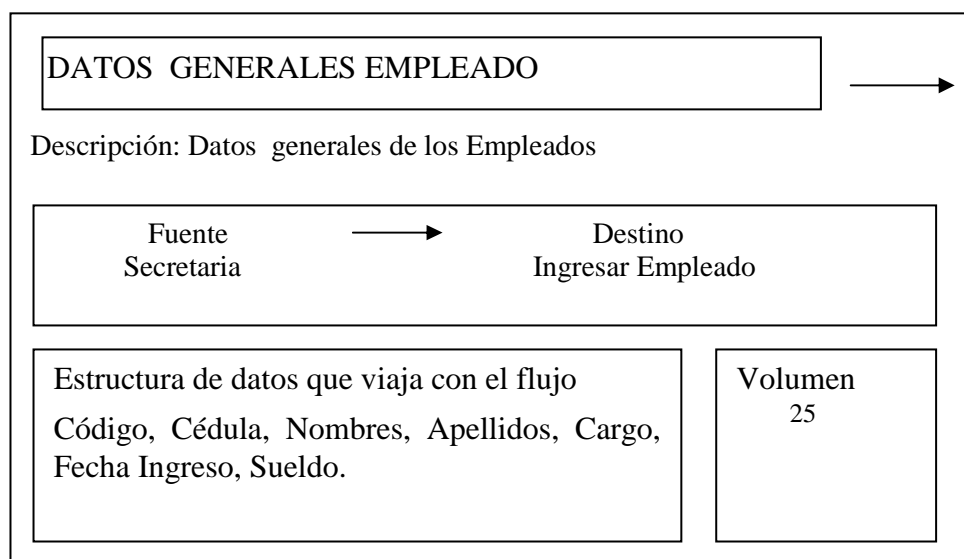 DATOS GENERALES EMPLEADO
Descripción: Datos generales de los Empleados
Fuente Destino
Secretaria Ingresar Empleado
Estructura de datos que viaja con el flujo
Código, Cédula, Nombres, Apellidos, Cargo,
Fecha Ingreso, Sueldo.
Volumen
25